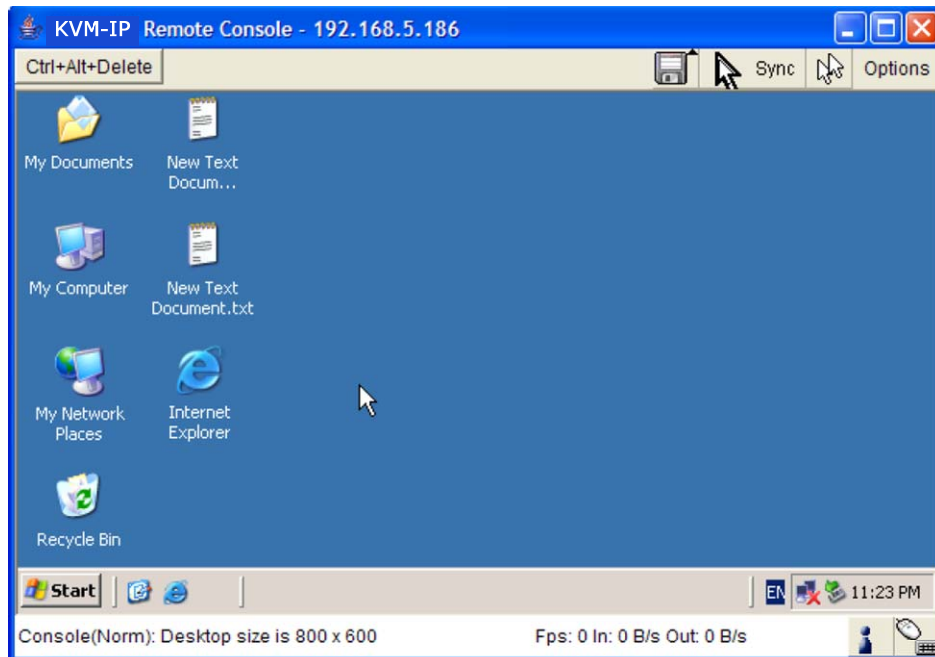 KVM-IP Remote Console - 192.168.5.186
Ctrl+Alt+Delete
Sync
Options
My Documents
New Text
Docum...
My Computer
New Text
Document.txt
My Network
Places
Internet
Explorer
Recycle Bin
Start
EN
11:23 PM
Console(Norm): Desktop size is 800 x 600
Fps: 0 In: 0 B/s Out: 0 B/s